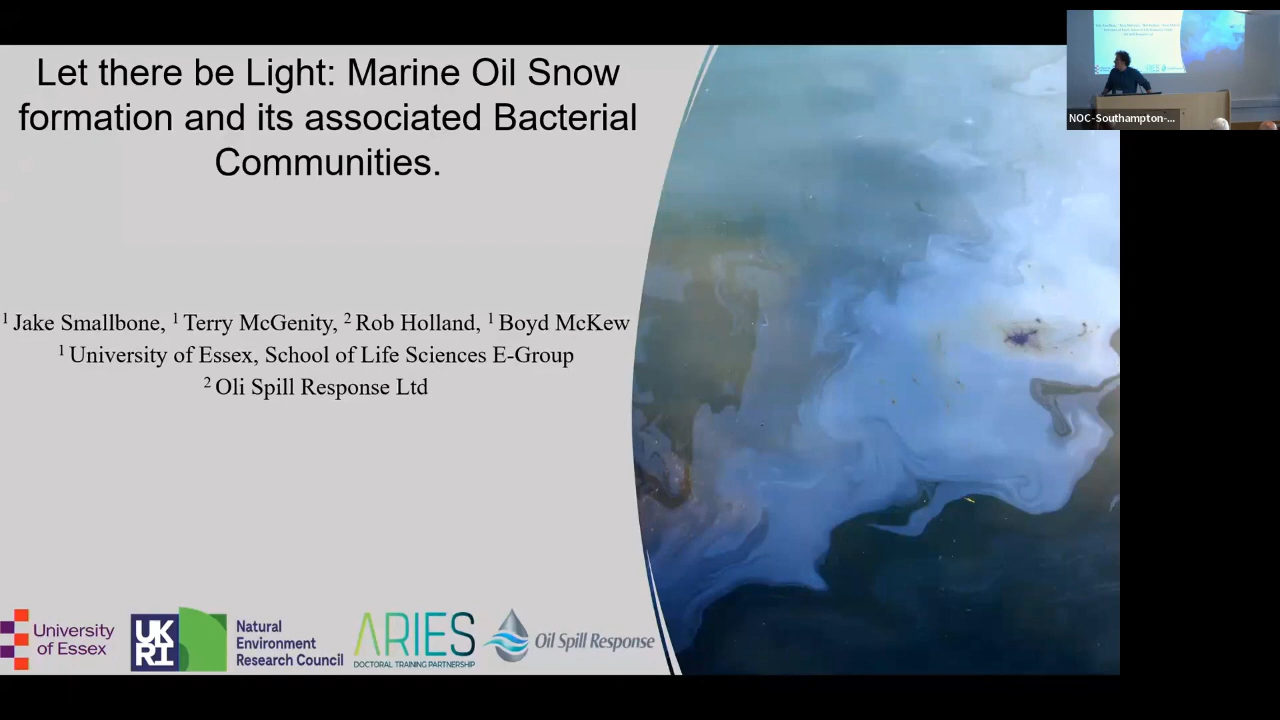 Let there be Light: Marine Oil Snow
formation and its associated Bacterial
Communities.
1 Jake Smallbone, 1 Terry McGenity, 2 Rob Holland, 1 Boyd McKew
1 University of Essex, School of Life Sciences E-Group
2 Oli Spill Response Ltd
University
of Essex
UK
RI
Natural
Environment
Research Council
ARIES
DOCTORAL TRAINING PARTNERSHIP
Oil Spill Response
NOC-Southampton-...